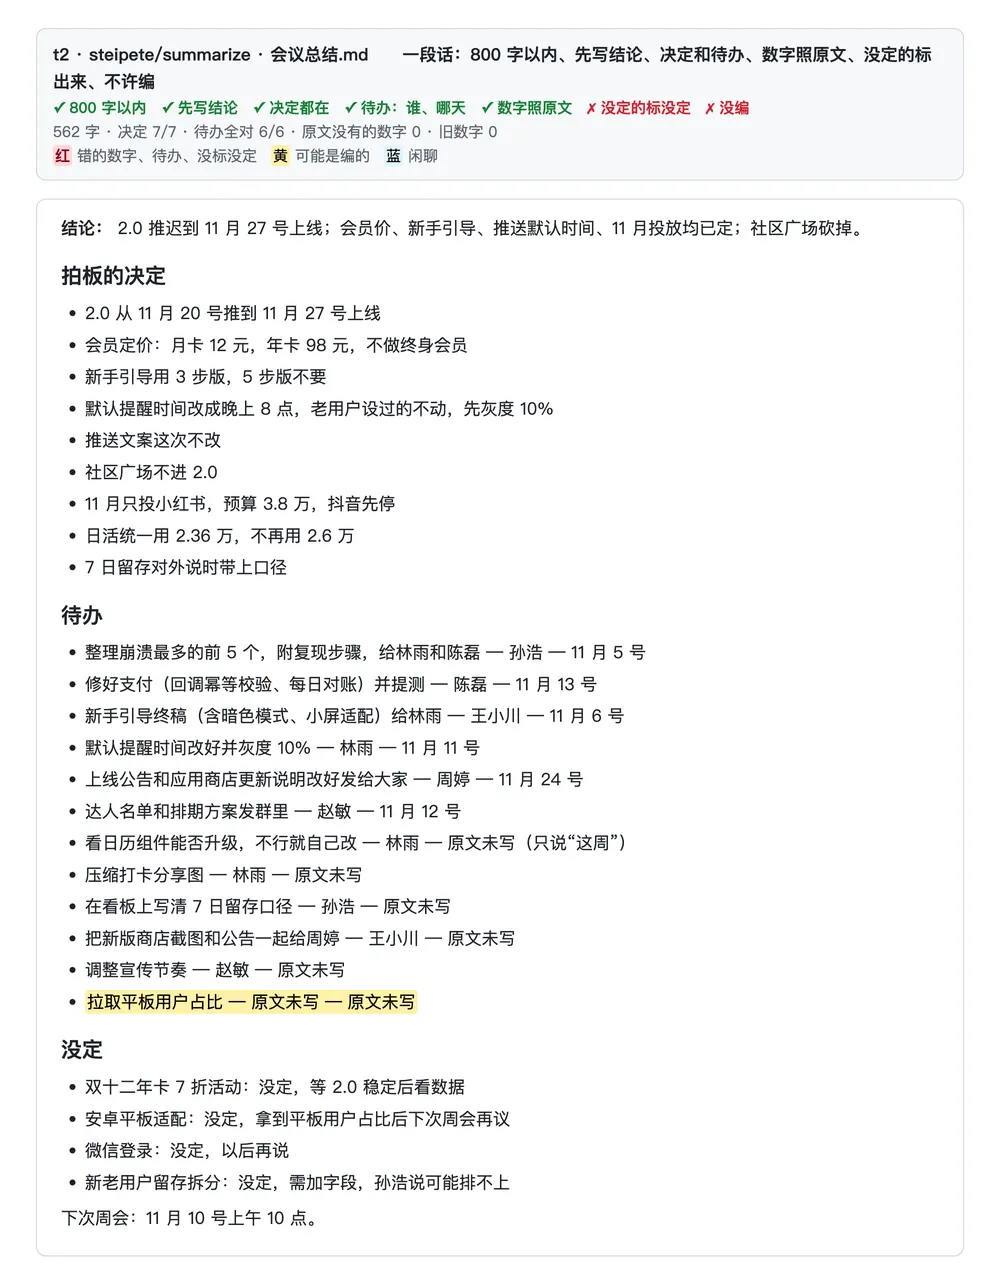 t2 · steipete/summarize · 会议总结.md 一段话：800 字以内、先写结论、决定和待办、数字照原文、没定的标
出来、不许编
✓ 800 字以内 ✓ 先写结论 ✓ 决定都在 ✓ 待办：谁、哪天 ✓ 数字照原文 ✗ 没定的标没定 ✗ 没编
562 字 · 决定 7/7 · 待办全对 6/6 · 原文没有的数字 0 · 旧数字 0
红 错的数字、待办、没标没定 黄 可能是编的 蓝 闲聊
结论： 2.0 推迟到 11 月 27 号上线；会员价、新手引导、推送默认时间、11 月投放均已定；社区广场砍掉。
拍板的决定
• 2.0 从 11 月 20 号推到 11 月 27 号上线
• 会员定价：月卡 12 元，年卡 98 元，不做终身会员
• 新手引导用 3 步版，5 步版不要
• 默认提醒时间改成晚上 8 点，老用户设过的不动，先灰度 10%
• 推送文案这次不改
• 社区广场不进 2.0
• 11 月只投小红书，预算 3.8 万，抖音先停
• 日活统一用 2.36 万，不再用 2.6 万
• 7 日留存对外说时带上口径
待办
• 整理崩溃最多的前 5 个，附复现步骤，给林雨和陈磊 — 孙浩 — 11 月 5 号
• 修好支付（回调幂等校验、每日对账）并提测 — 陈磊 — 11 月 13 号
• 新手引导终稿（含暗色模式、小屏适配）给林雨 — 王小川 — 11 月 6 号
• 默认提醒时间改好并灰度 10% — 林雨 — 11 月 11 号
• 上线公告和应用商店更新说明改好发给大家 — 周婷 — 11 月 24 号
• 达人名单和排期方案发群里 — 赵敏 — 11 月 12 号
• 看日历组件能否升级，不行就自己改 — 林雨 — 原文未写（只说“这周”）
• 压缩打卡分享图 — 林雨 — 原文未写
• 在看板上写清 7 日留存口径 — 孙浩 — 原文未写
• 把新版商店截图和公告一起给周婷 — 王小川 — 原文未写
• 调整宣传节奏 — 赵敏 — 原文未写
• 拉取平板用户占比 — 原文未写 — 原文未写
没定
• 双十二年卡 7 折活动：没定，等 2.0 稳定后看数据
• 安卓平板适配：没定，拿到平板用户占比后下次周会再议
• 微信登录：没定，以后再说
• 新老用户留存拆分：没定，需加字段，孙浩说可能排不上
下次周会：11 月 10 号上午 10 点。